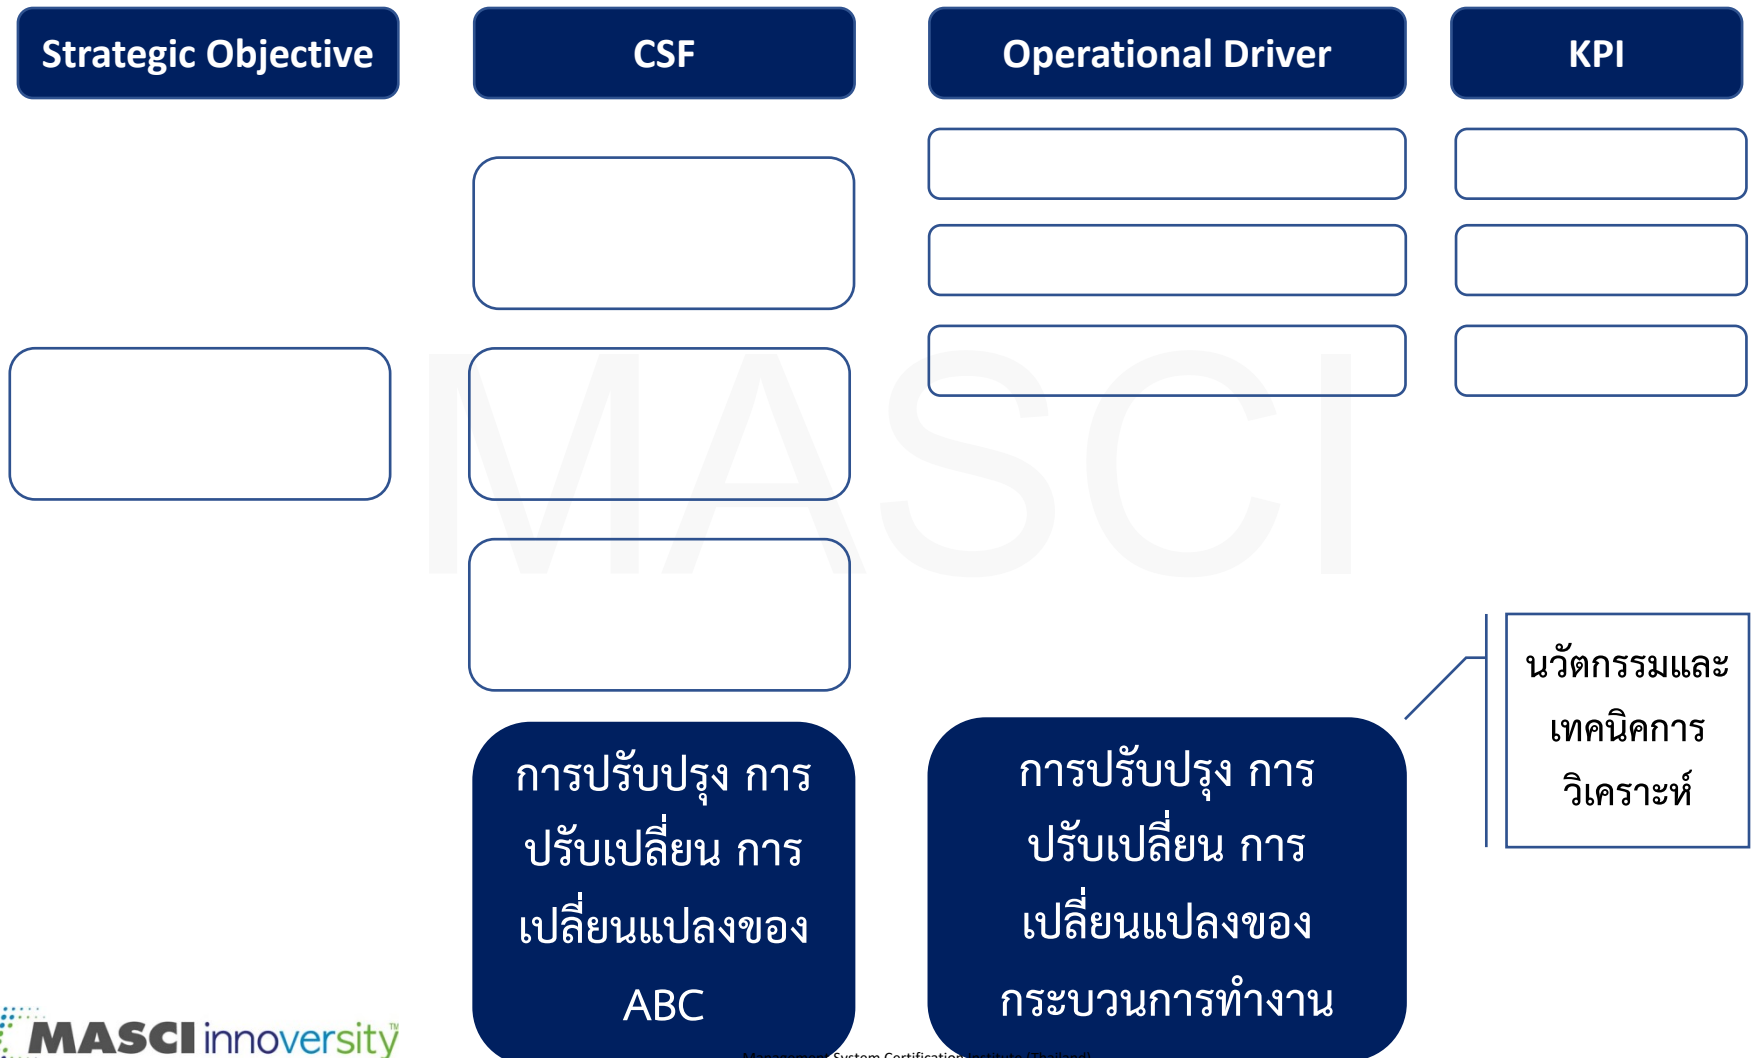 Strategic Objective
CSF
Operational Driver
KPI
MASCI
นวัตกรรมและ
เทคนิคการ
วิเคราะห์
การปรับปรุง การ
ปรับเปลี่ยน การ
เปลี่ยนแปลงของ
ABC
การปรับปรุง การ
ปรับเปลี่ยน การ
เปลี่ยนแปลงของ
กระบวนการทำงาน
MASCI innoversity™
Management System Certification Institute (Thailand)